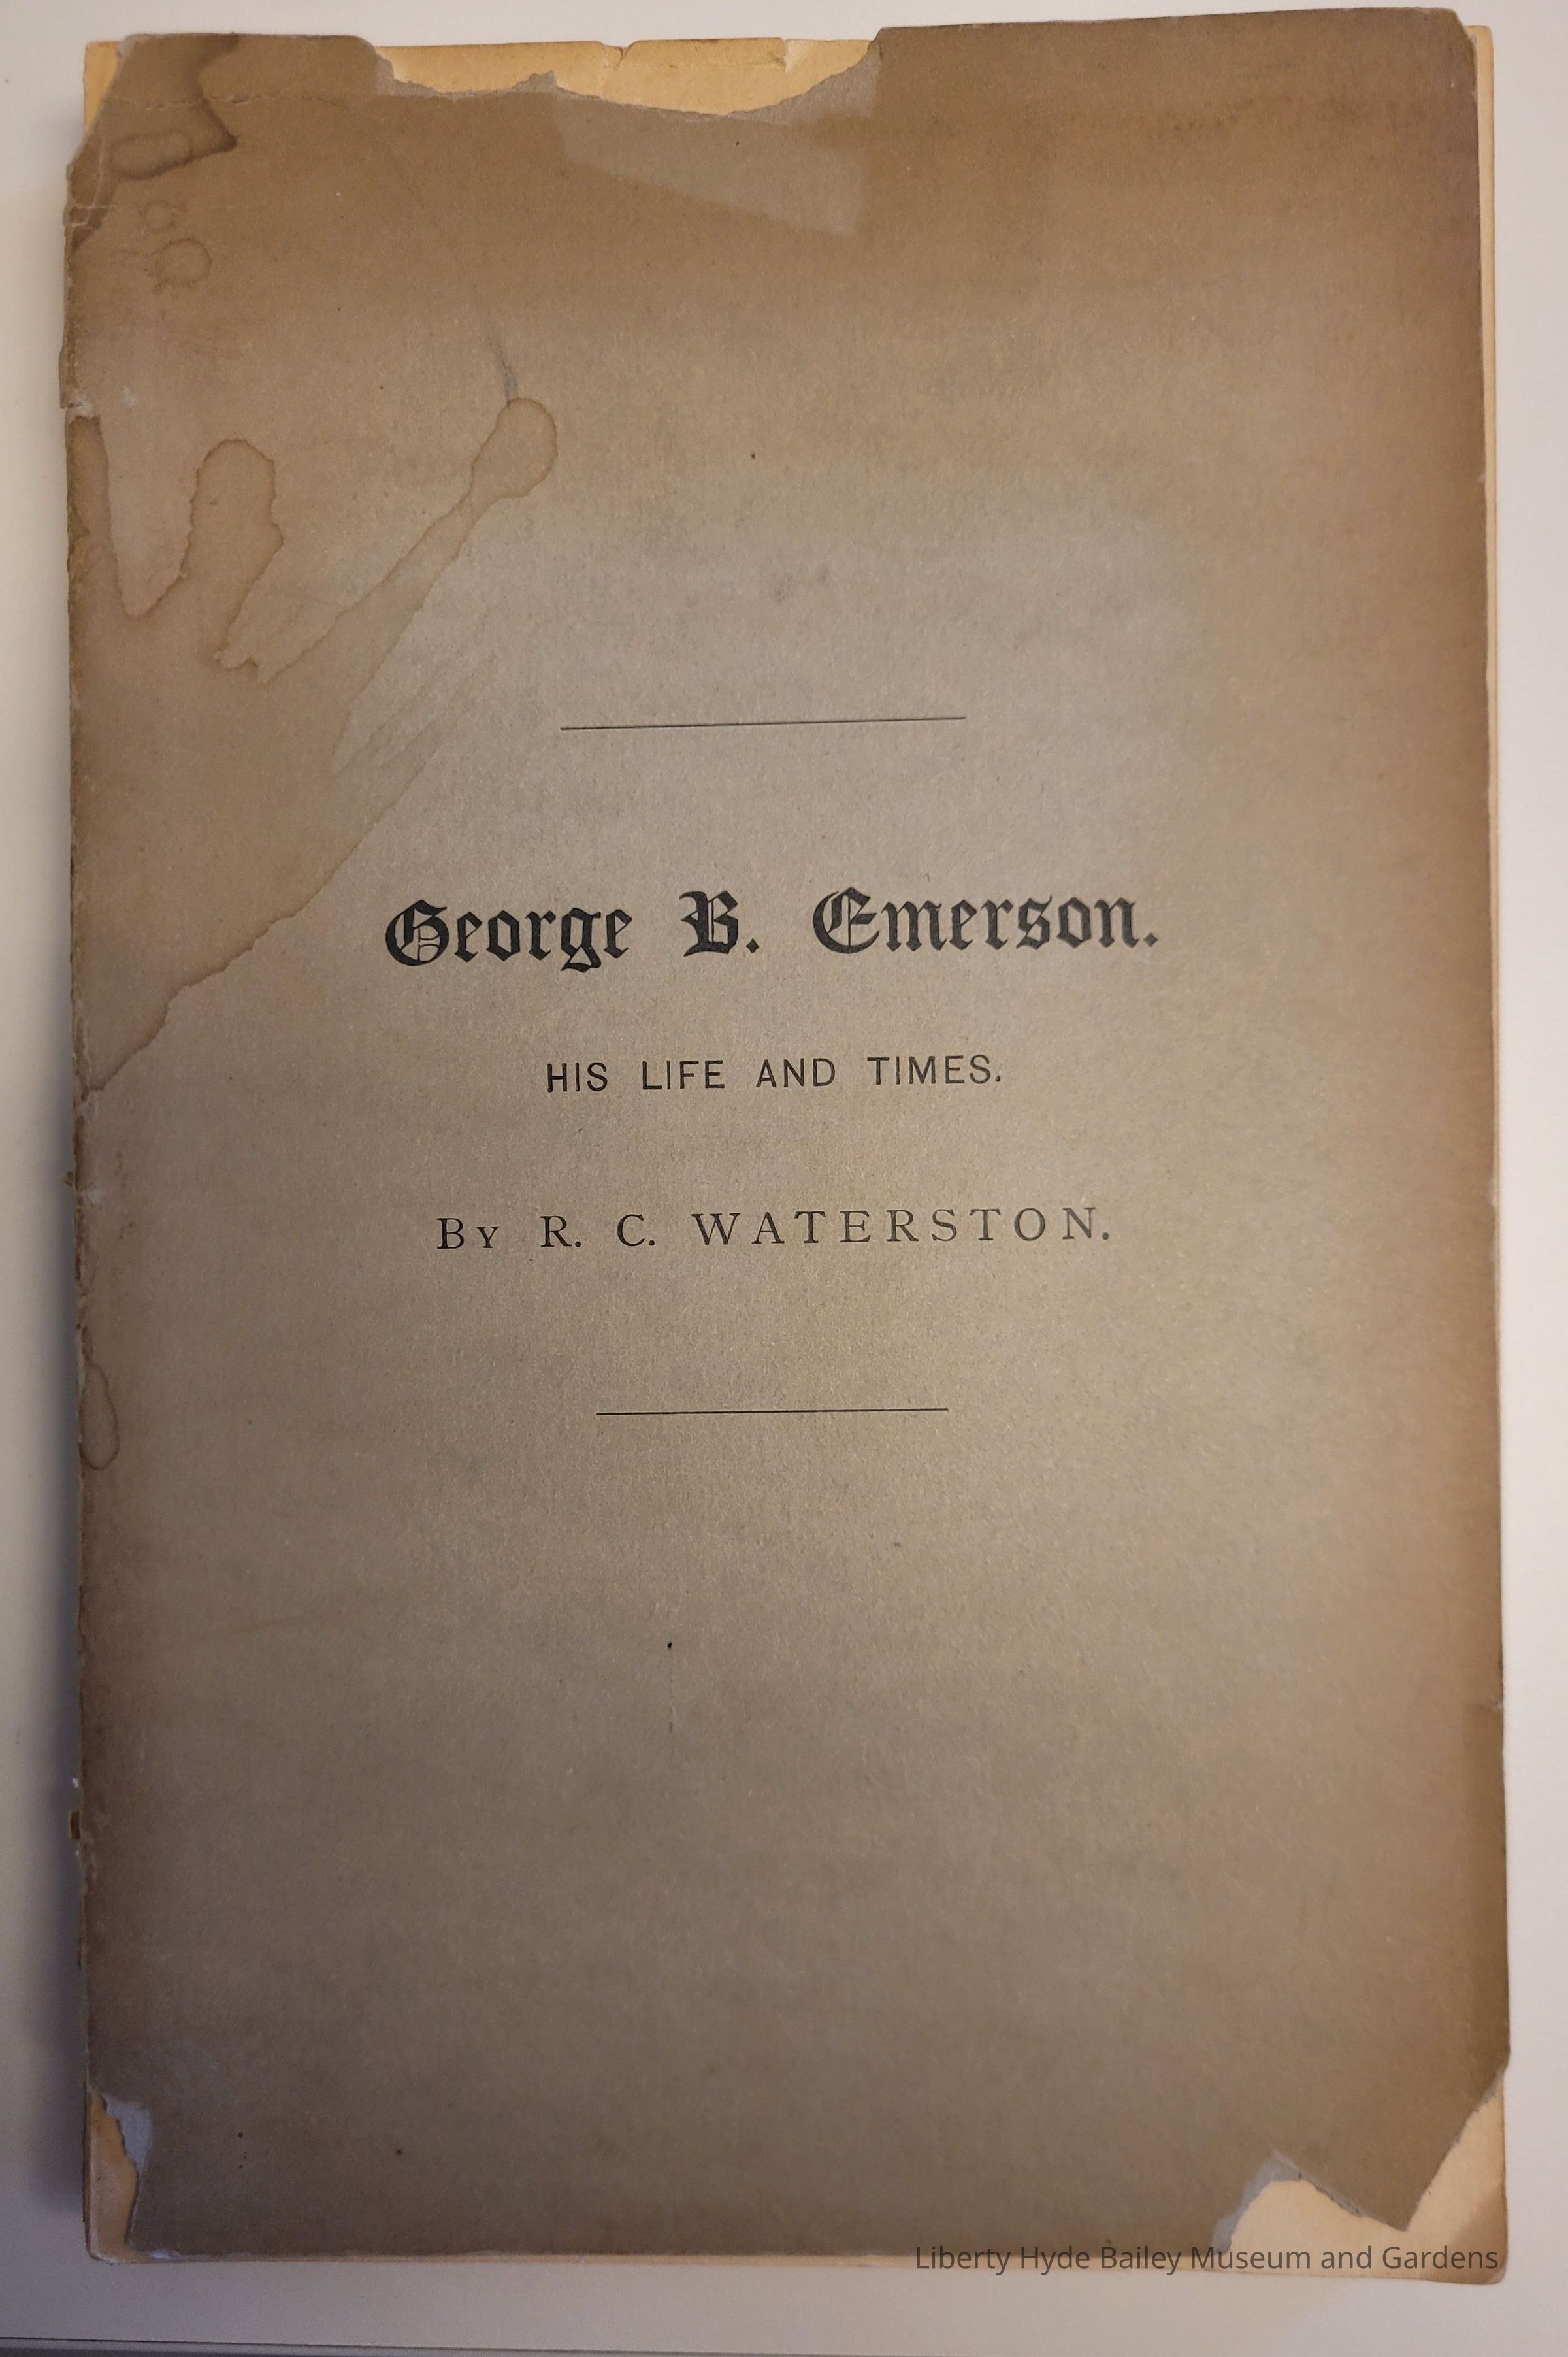 George B. Emerson.
HIS LIFE AND TIMES.
By R. C. WATERSTON.
Liberty Hyde Bailey Museum and Gardens